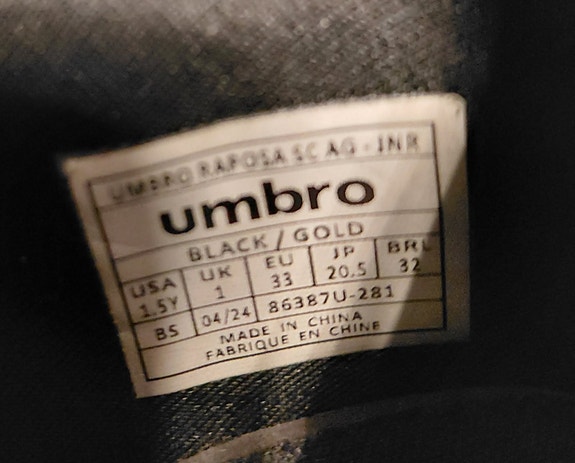 UMBRO RAPOSA SC AG - JNR
umbro
BLACK / GOLD
USA UK EU JP BRL
1.5Y 1 33 20.5 32
BS 04/24 86387U-281
MADE IN CHINA
FABRIQUE EN CHINE